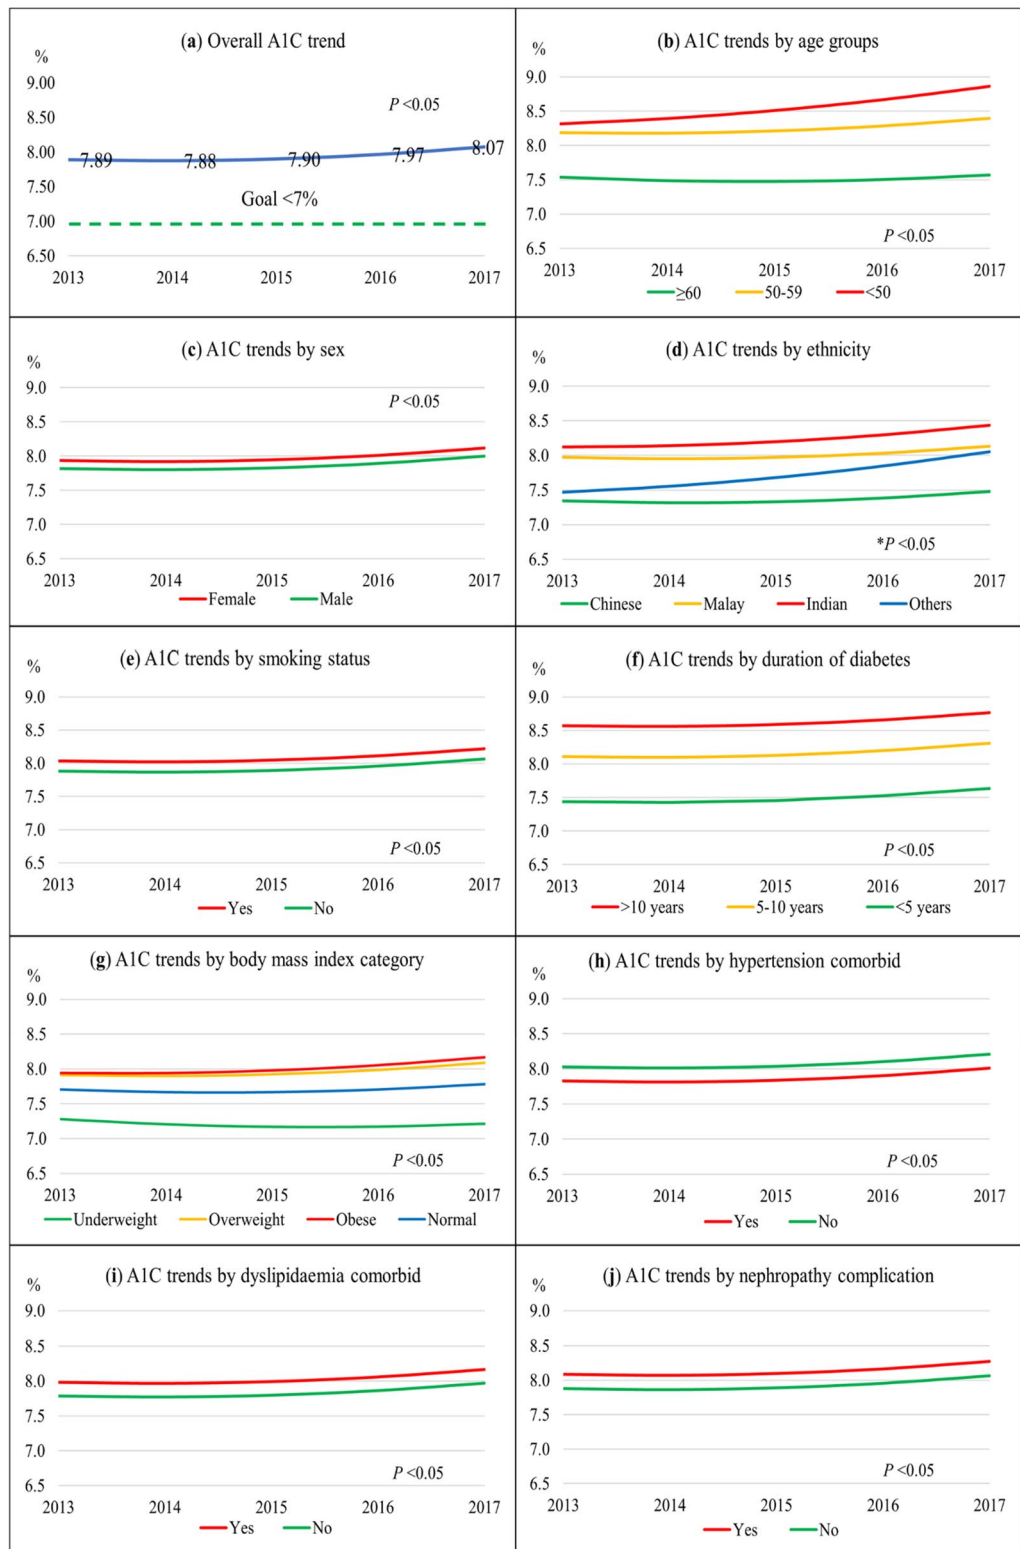 (a) Overall A1C trend
%
9.00
P <0.05
8.50
8.00
7.89 7.88 7.90 7.97 8.07
7.50
Goal <7%
7.00
6.50
2013 2014 2015 2016 2017
(b) A1C trends by age groups
%
9.0
8.5
8.0
7.5
7.0
P <0.05
6.5
2013 2014 2015 2016 2017
≥60 50-59 <50
(c) A1C trends by sex
%
9.0
P <0.05
8.5
8.0
7.5
7.0
6.5
2013 2014 2015 2016 2017
Female Male
(d) A1C trends by ethnicity
%
9.0
8.5
8.0
7.5
7.0
*P <0.05
6.5
2013 2014 2015 2016 2017
Chinese Malay Indian Others
(e) A1C trends by smoking status
%
9.0
8.5
8.0
7.5
7.0
P <0.05
6.5
2013 2014 2015 2016 2017
Yes No
(f) A1C trends by duration of diabetes
%
9.0
8.5
8.0
7.5
7.0
P <0.05
6.5
2013 2014 2015 2016 2017
>10 years 5-10 years <5 years
(g) A1C trends by body mass index category
%
9.0
8.5
8.0
7.5
7.0
P <0.05
6.5
2013 2014 2015 2016 2017
Underweight Overweight Obese Normal
(h) A1C trends by hypertension comorbid
%
9.0
8.5
8.0
7.5
7.0
P <0.05
6.5
2013 2014 2015 2016 2017
Yes No
(i) A1C trends by dyslipidaemia comorbid
%
9.0
8.5
8.0
7.5
7.0
P <0.05
6.5
2013 2014 2015 2016 2017
Yes No
(j) A1C trends by nephropathy complication
%
9.0
8.5
8.0
7.5
7.0
P <0.05
6.5
2013 2014 2015 2016 2017
Yes No